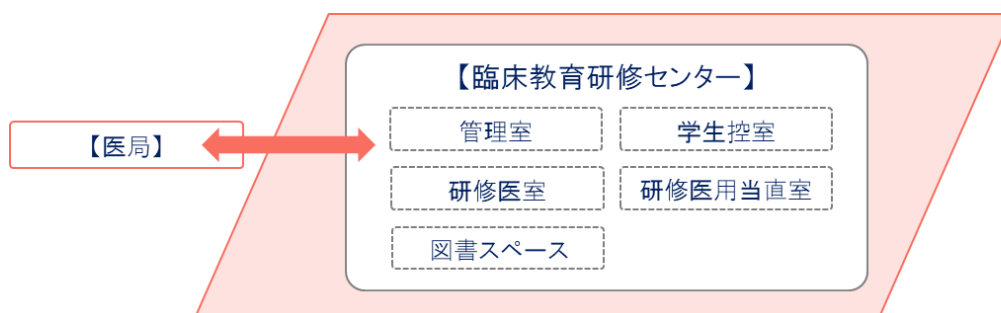 【臨床教育研修センター】
管理室
学生控室
【医局】
研修医室
研修医用当直室
図書スペース